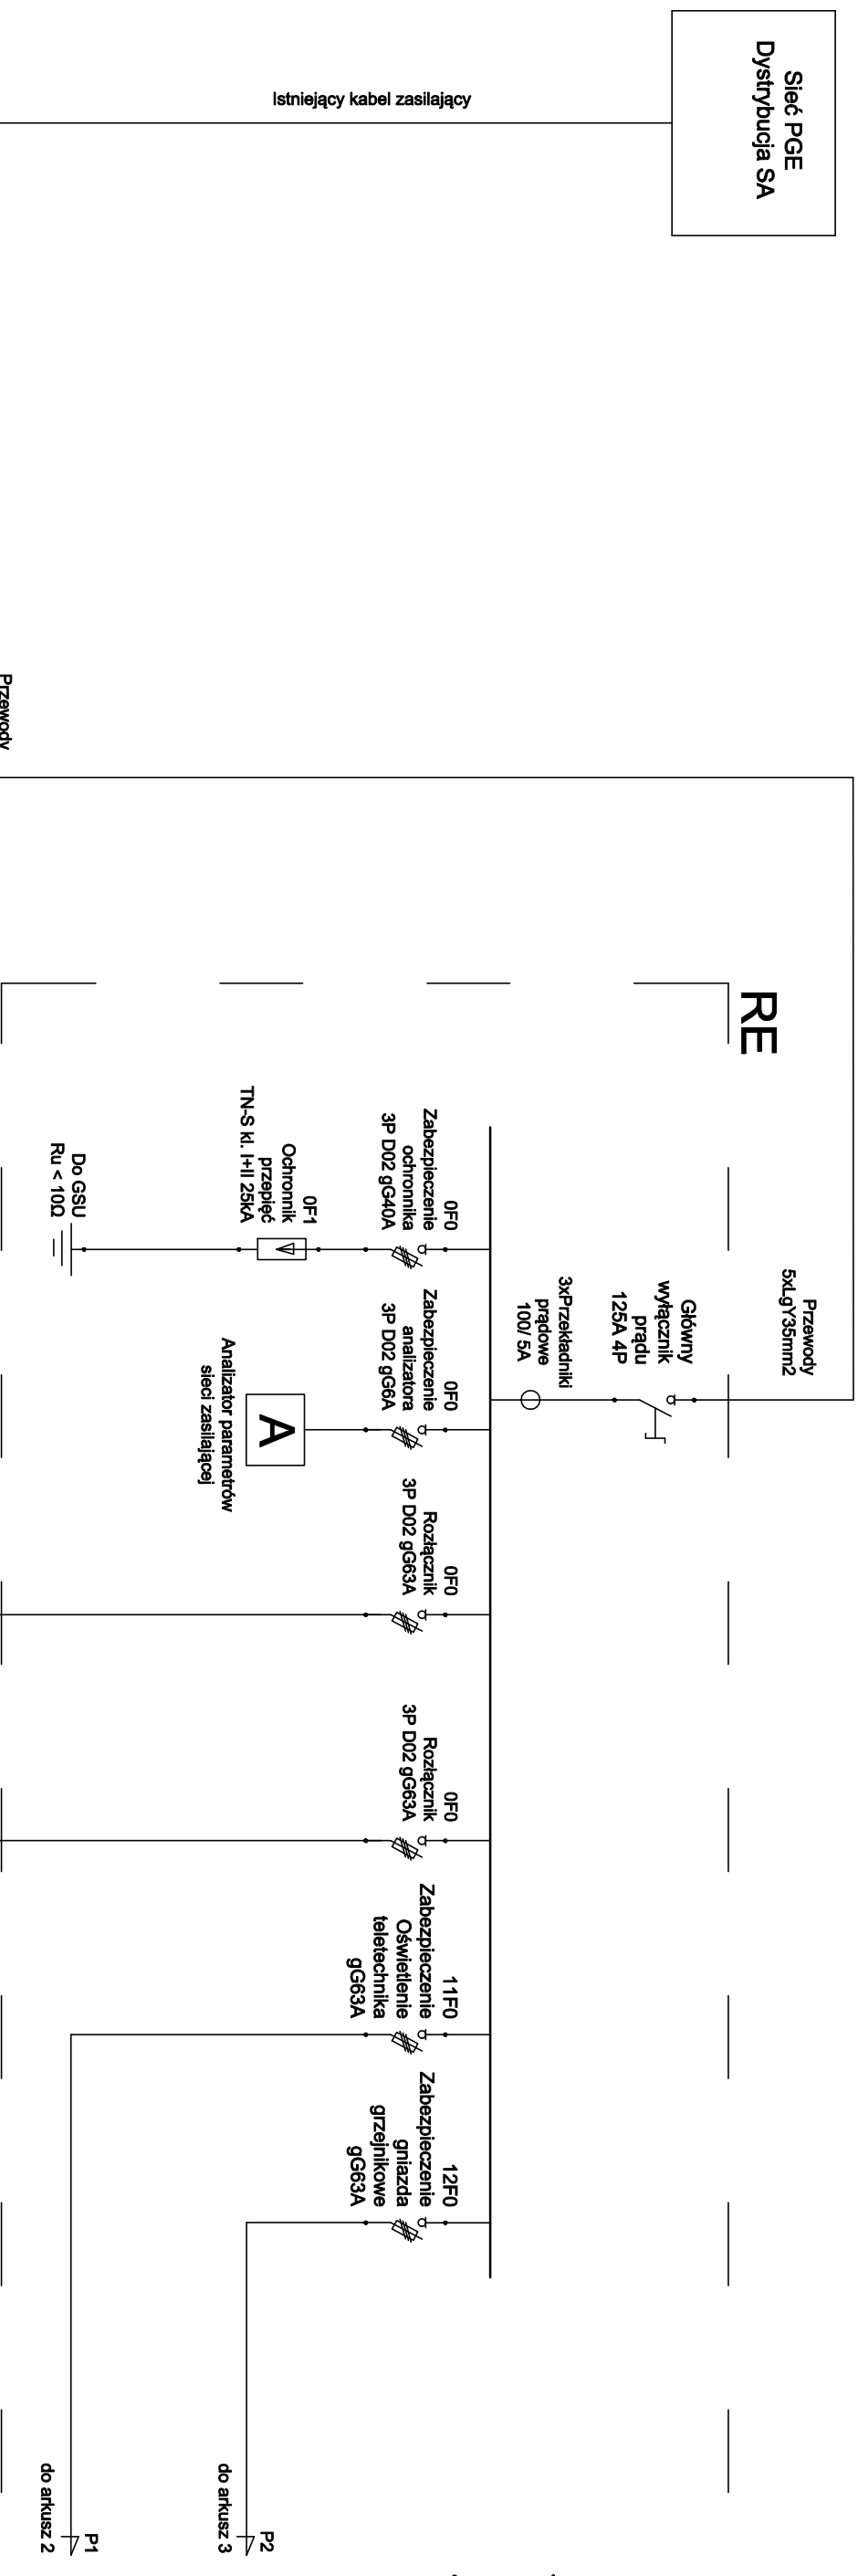 Sieć PGE
Dystrybucja SA
Istniejący kabel zasilający
Przewody
RE
Przewody
5xLgY35mm2
Główny
wyłącznik
prądu
125A 4P
3xPrzekładniki
prądowe
100/ 5A
0F0
Zabezpieczenie
ochronnika
3P D02 gG40A
0F1
Ochronnik
przepięć
TN-S kl. I+II 25kA
Do GSU
Ru < 10Ω
0F0
Zabezpieczenie
analizatora
3P D02 gG6A
A
Analizator parametrów
sieci zasilającej
0F0
Rozłącznik
3P D02 gG63A
0F0
Rozłącznik
3P D02 gG63A
11F0
Zabezpieczenie
Oświetlenie
teletechnika
gG63A
12F0
Zabezpieczenie
gniazda
grzejnikowe
gG63A
P2
do arkusz 3
P1
do arkusz 2